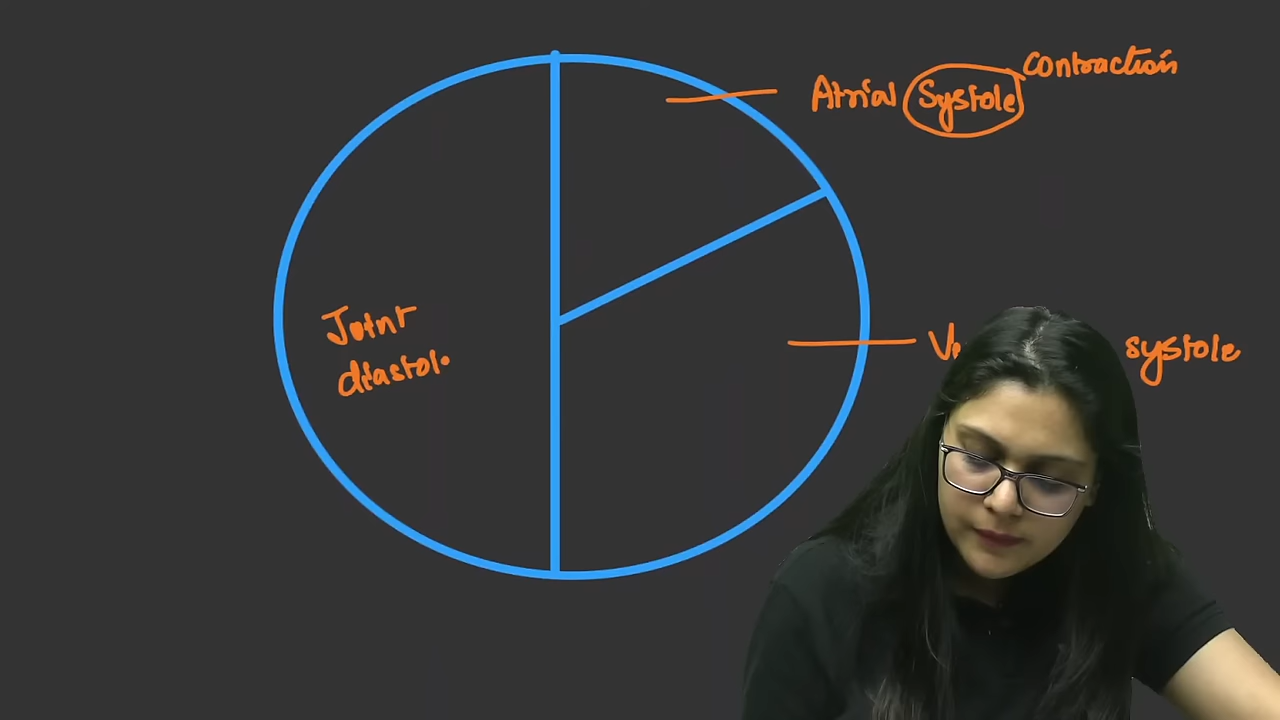 contraction
Atrial Systole
Joint
diastole
systole